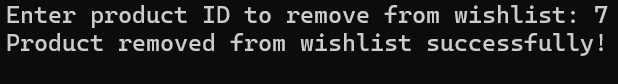 Enter product ID to remove from wishlist: 7
Product removed from wishlist successfully!